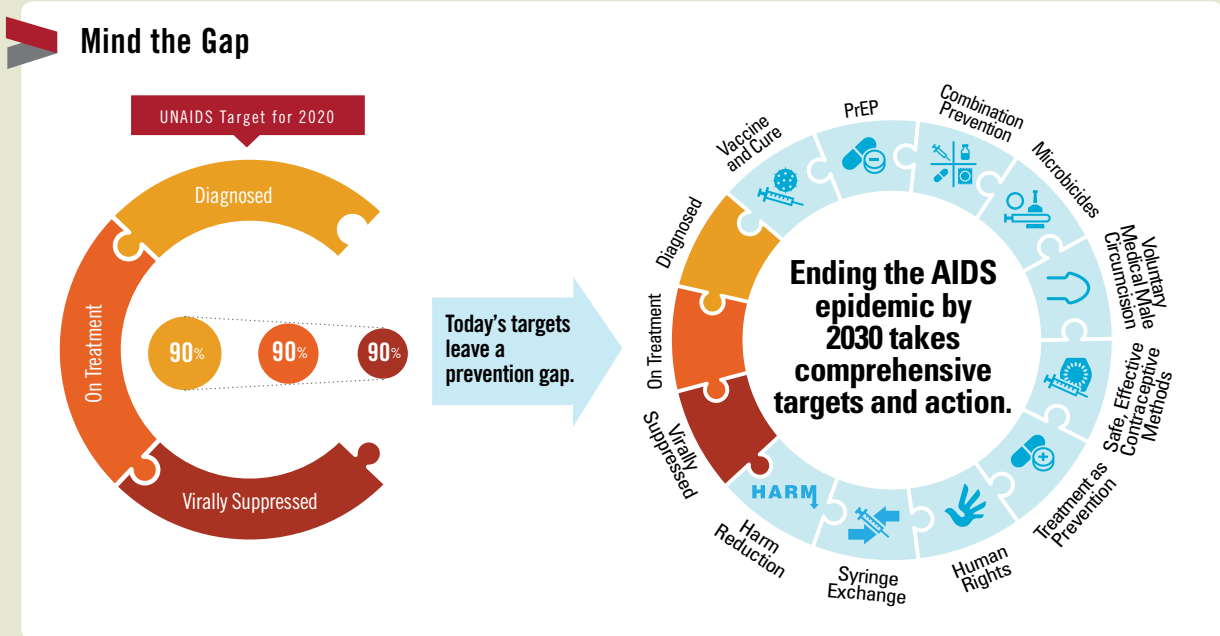 Mind the Gap
UNAIDS Target for 2020
Diagnosed
On Treatment
Virally Suppressed
90%
90%
90%
Today's targets
leave a
prevention gap.
Ending the AIDS
epidemic by
2030 takes
comprehensive
targets and action.
Diagnosed
Vaccine
and Cure
PrEP
Combination
Prevention
Microbicides
Voluntary
Medical Male
Circumcision
Safe, Effective
Contraceptive
Methods
Treatment as
Prevention
Human
Rights
Syringe
Exchange
Harm
Reduction
HARM
Virally
Suppressed
On Treatment